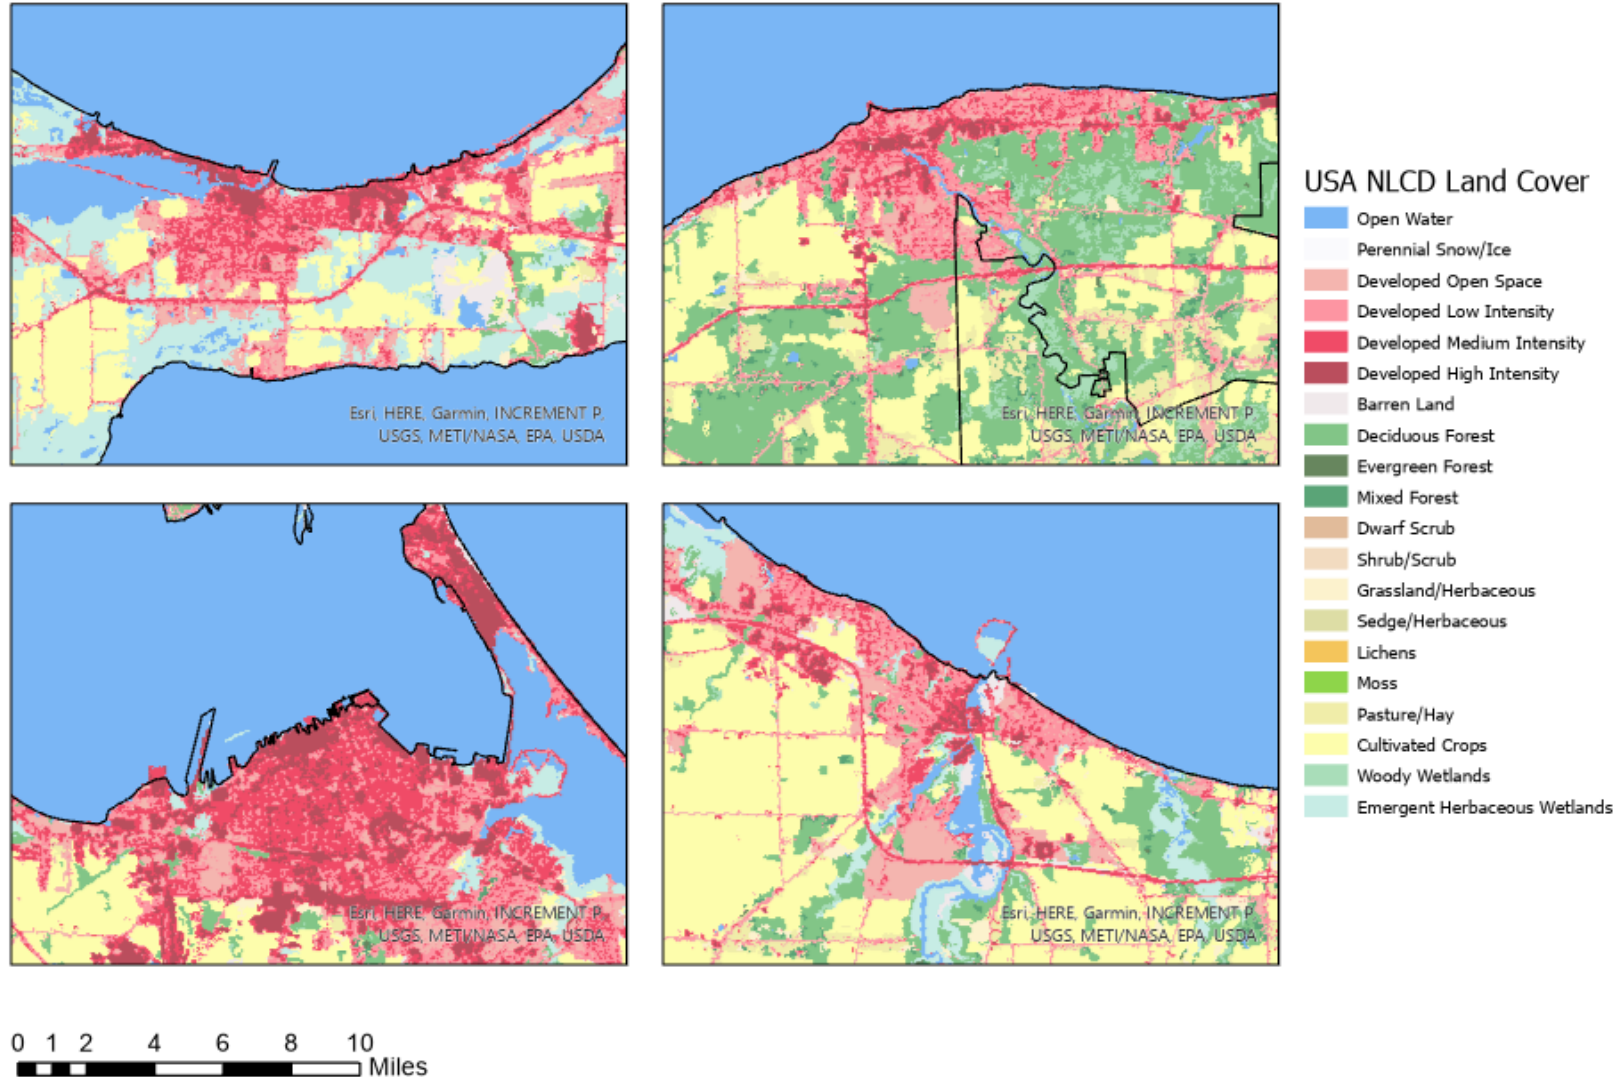 Esri, HERE, Garmin, INCREMENT P,
USGS, METI/NASA, EPA, USDA
Esri, HERE, Garmin, INCREMENT P,
USGS, METI/NASA, EPA, USDA
USA NLCD Land Cover
Open Water
Perennial Snow/Ice
Developed Open Space
Developed Low Intensity
Developed Medium Intensity
Developed High Intensity
Barren Land
Deciduous Forest
Evergreen Forest
Mixed Forest
Dwarf Scrub
Shrub/Scrub
Grassland/Herbaceous
Sedge/Herbaceous
Lichens
Moss
Pasture/Hay
Cultivated Crops
Woody Wetlands
Emergent Herbaceous Wetlands
Esri, HERE, Garmin, INCREMENT P,
USGS, METI/NASA, EPA, USDA
Esri, HERE, Garmin, INCREMENT P,
USGS, METI/NASA, EPA, USDA
0 1 2 4 6 8 10
Miles